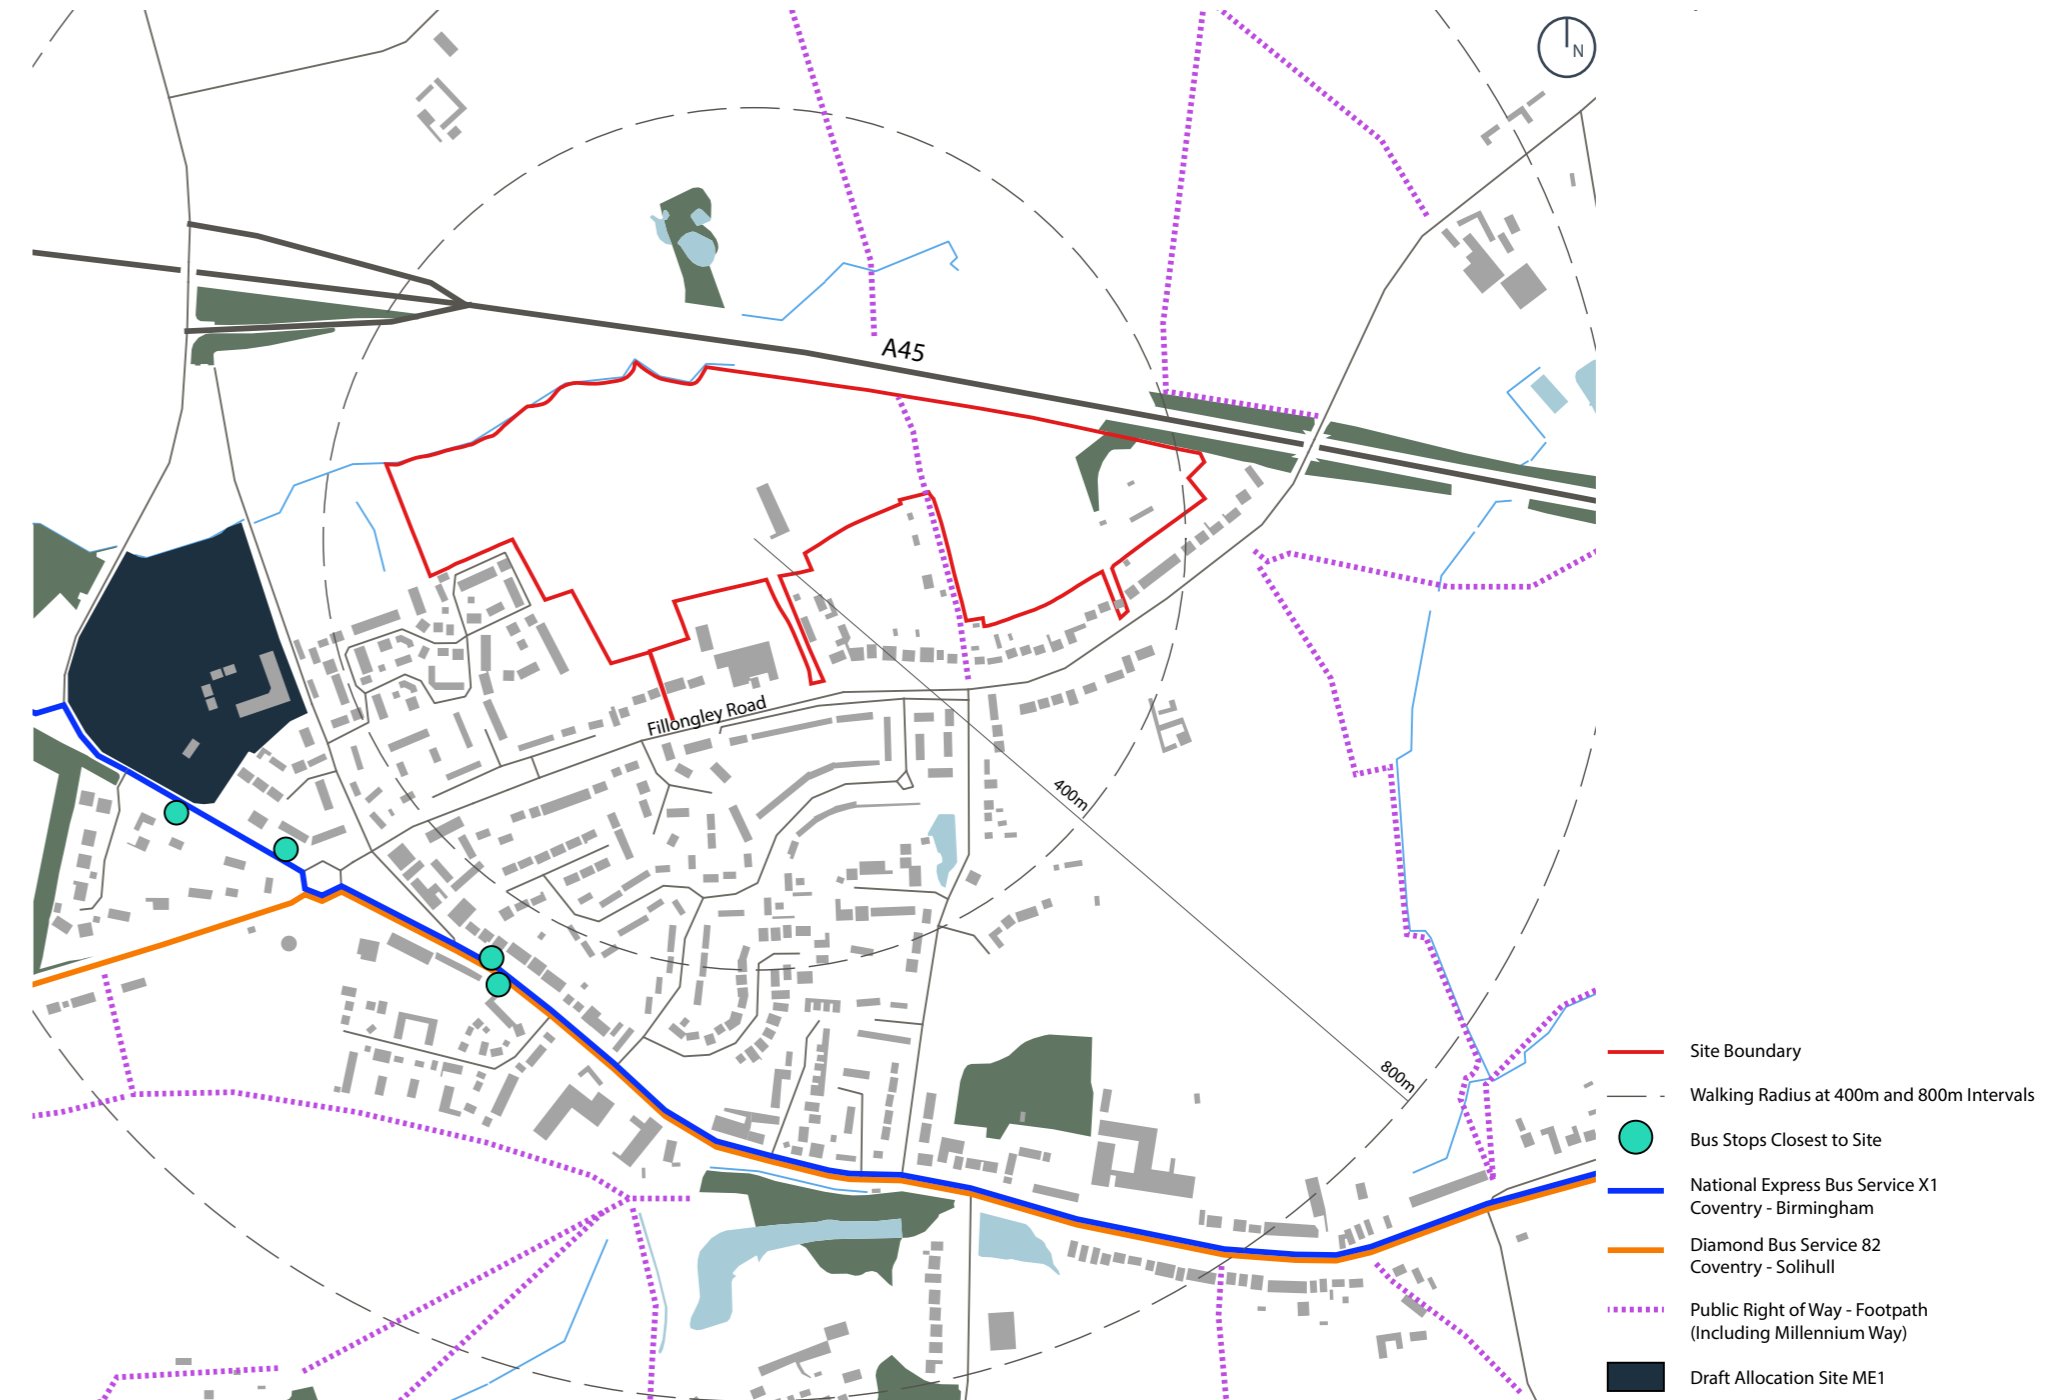 N
A45
Fillongley Road
400m
800m
Site Boundary
Walking Radius at 400m and 800m Intervals
Bus Stops Closest to Site
National Express Bus Service X1
Coventry - Birmingham
Diamond Bus Service 82
Coventry - Solihull
Public Right of Way - Footpath
(Including Millennium Way)
Draft Allocation Site ME1